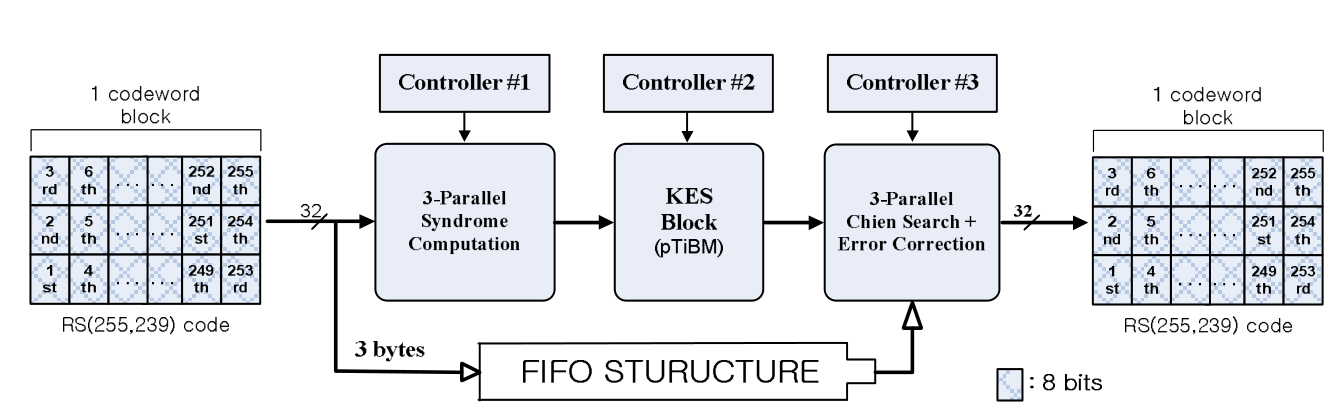 1 codeword
block
3
rd
6
th
... ...
252
nd
255
th
2
nd
5
th
... ...
251
st
254
th
1
st
4
th
... ...
249
th
253
rd
RS(255,239) code
32
Controller #1
3-Parallel
Syndrome
Computation
Controller #2
KES
Block
(pTiBM)
Controller #3
3-Parallel
Chien Search +
Error Correction
3 bytes
FIFO STURUCTURE
32
1 codeword
block
3
rd
6
th
... ...
252
nd
255
th
2
nd
5
th
... ...
251
st
254
th
1
st
4
th
... ...
249
th
253
rd
RS(255,239) code
: 8 bits